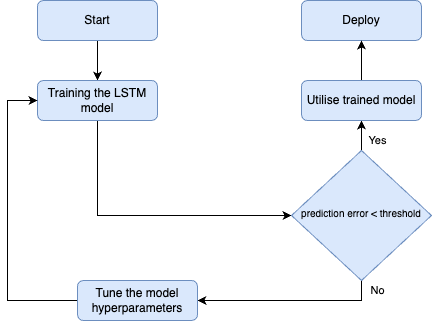 Start
Deploy
Training the LSTM
model
Utilise trained model
Yes
prediction error < threshold
No
Tune the model
hyperparameters